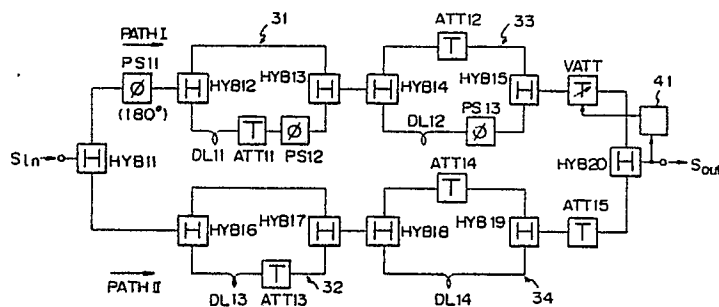 PATH I
31
ATT12
33
PS11
T
VATT
φ
H
HYB12
HYB13
H
H
HYB14
HYB15
H
T
41
(180°)
PS13
T
φ
DL12
φ
DL11
ATT11
PS12
Sin
H
HYB11
ATT14
T
HYB20
H
Sout
ATT15
H
HYB16
HYB17
H
H
HYB18
HYB19
H
T
T
DL13
ATT13
32
DL14
34
PATH II